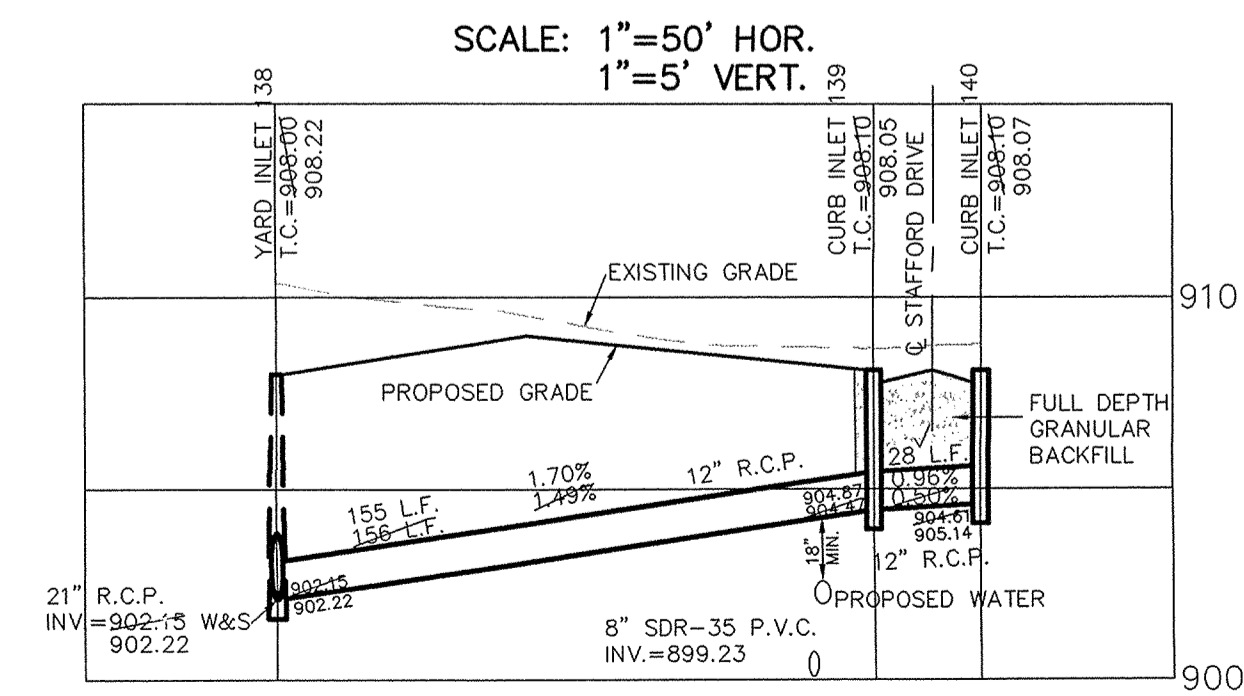 SCALE: 1"=50' HOR.
1"=5' VERT.
YARD INLET 138
T.C.=908.00
908.22
CURB INLET 139
T.C.=908.10
908.05
℄ STAFFORD DRIVE
CURB INLET 140
T.C.=908.10
908.07
EXISTING GRADE
910
PROPOSED GRADE
FULL DEPTH
GRANULAR
BACKFILL
155 L.F.
156 L.F.
1.70%
1.49%
12" R.C.P.
904.87
904.47
28 L.F.
0.96%
0.50%
904.61
905.14
12" R.C.P.
18"
MIN.
PROPOSED WATER
902.15
902.22
21" R.C.P.
INV.=902.15 W&S
902.22
8" SDR-35 P.V.C.
INV.=899.23
900